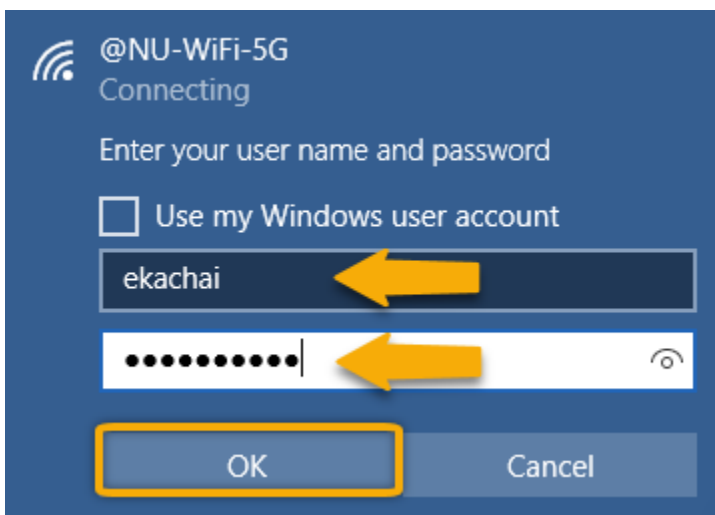 @NU-WiFi-5G
Connecting
Enter your user name and password
Use my Windows user account
ekachai
••••••••••
OK
Cancel